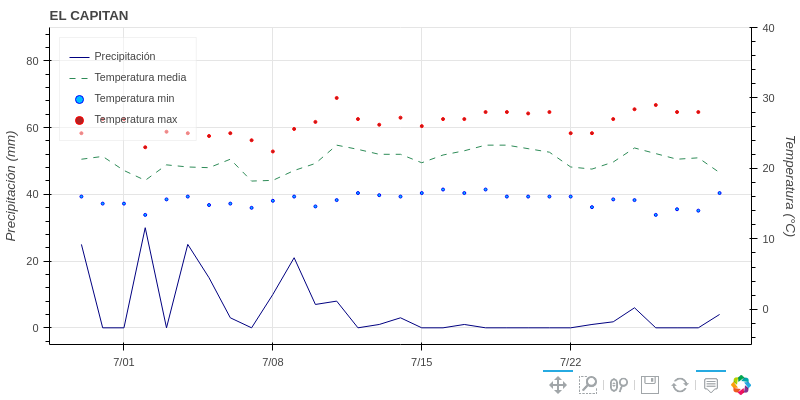 EL CAPITAN
Precipitación
Temperatura media
Temperatura min
Temperatura max
Precipitación (mm)
80
60
40
20
0
40
30
20
10
0
Temperatura (°C)
7/01
7/08
7/15
7/22